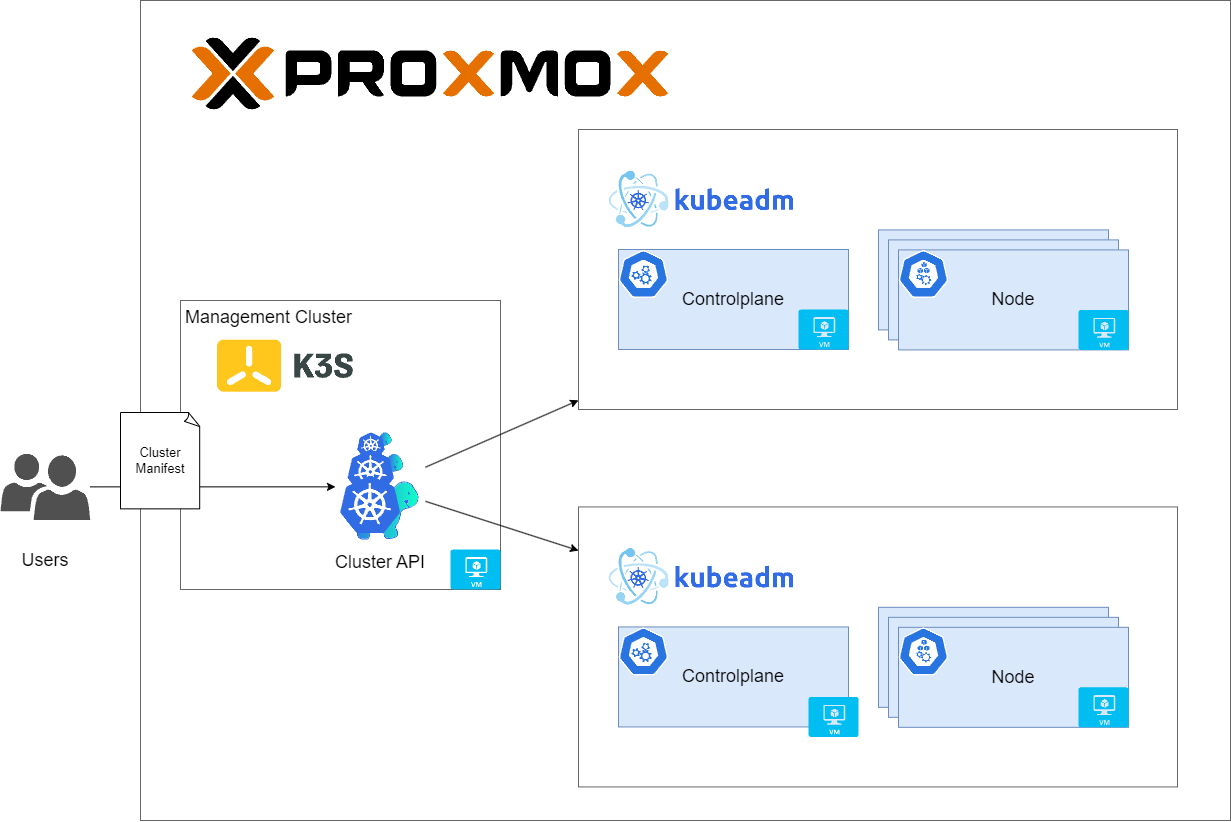 PROXMOX
kubeadm
Controlplane
VM
Node
VM
Management Cluster
K3S
Cluster
Manifest
Users
Cluster API
VM
kubeadm
Controlplane
VM
Node
VM